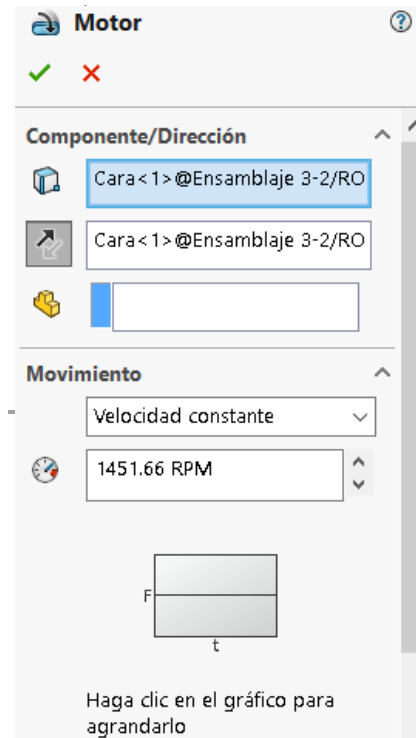 Motor
Componente/Dirección
Cara<1>@Ensamblaje 3-2/RO
Cara<1>@Ensamblaje 3-2/RO
Movimiento
Velocidad constante
1451.66 RPM
F
t
Haga clic en el gráfico para
agrandarlo